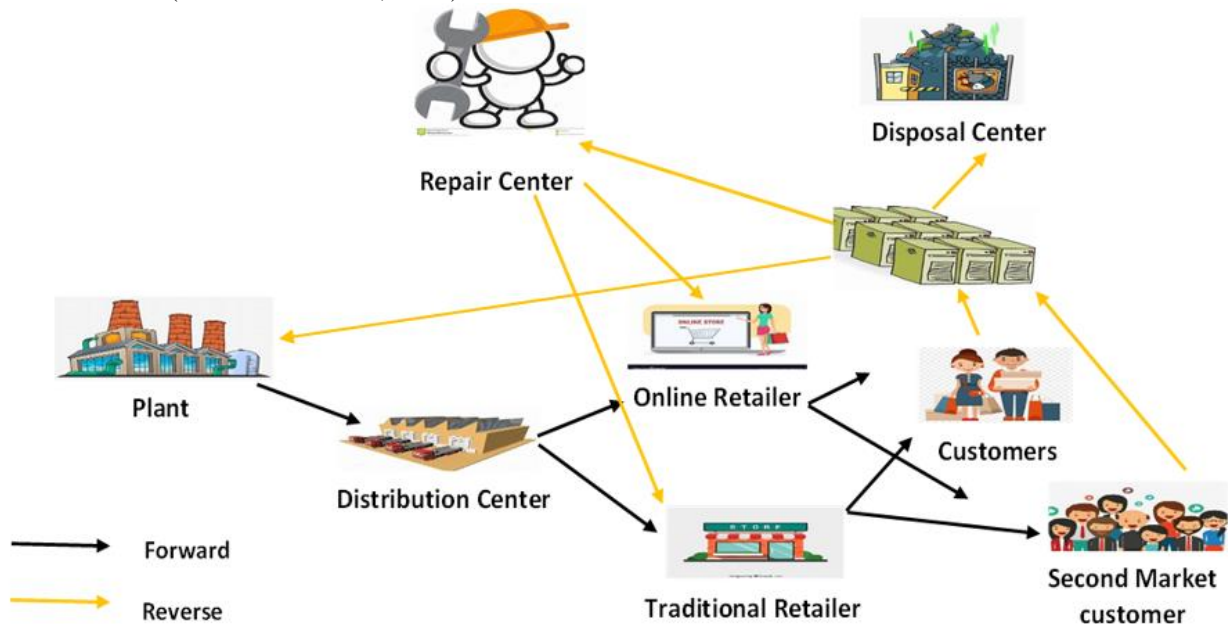 Repair Center
Disposal Center
ONLINE STORE
Plant
Online Retailer
Customers
Distribution Center
STORE
Forward
Reverse
Traditional Retailer
Second Market
customer